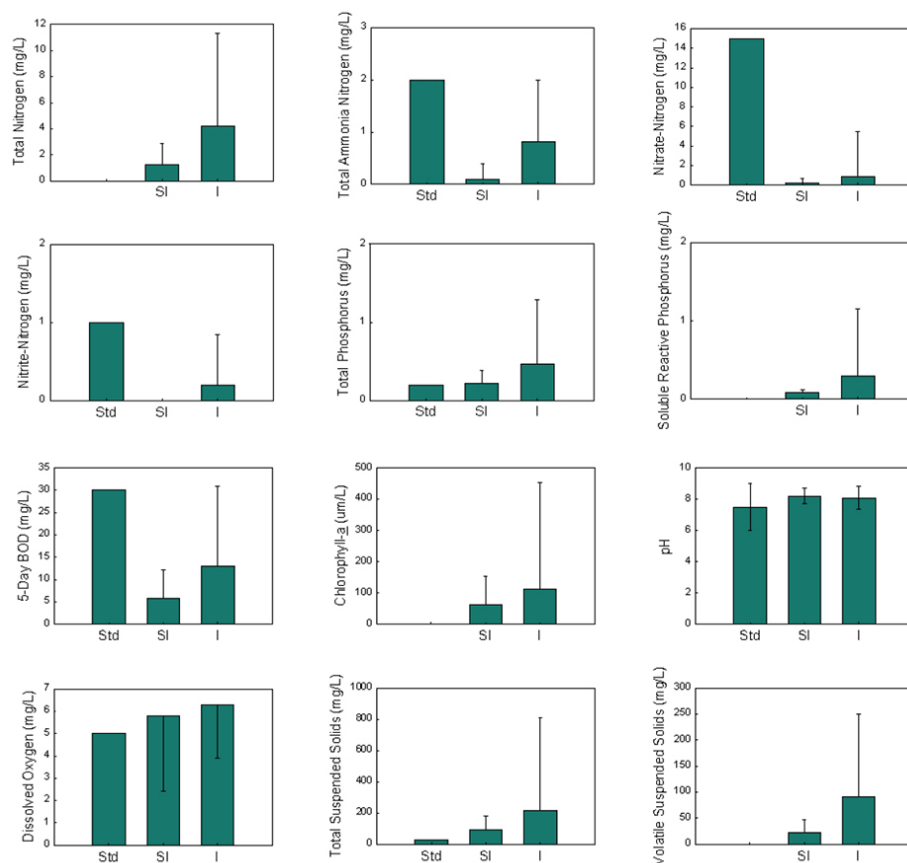 Total Nitrogen (mg/L)
12
10
8
6
4
2
0
SI I
Total Ammonia Nitrogen (mg/L)
3
2
1
0
Std SI I
Nitrate-Nitrogen (mg/L)
16
14
12
10
8
6
4
2
0
Std SI I
Nitrite-Nitrogen (mg/L)
2
1
0
Std SI I
Total Phosphorus (mg/L)
2
1
0
Std SI I
Soluble Reactive Phosphorus (mg/L)
2
1
0
SI I
5-Day BOD (mg/L)
35
30
25
20
15
10
5
0
Std SI I
Chlorophyll-a (um/L)
500
400
300
200
100
0
SI I
pH
10
8
6
4
2
0
Std SI I
Dissolved Oxygen (mg/L)
7
6
5
4
3
2
1
0
Std SI I
Total Suspended Solids (mg/L)
1000
800
600
400
200
0
Std SI I
Volatile Suspended Solids (mg/L)
300
250
200
150
100
50
0
SI I